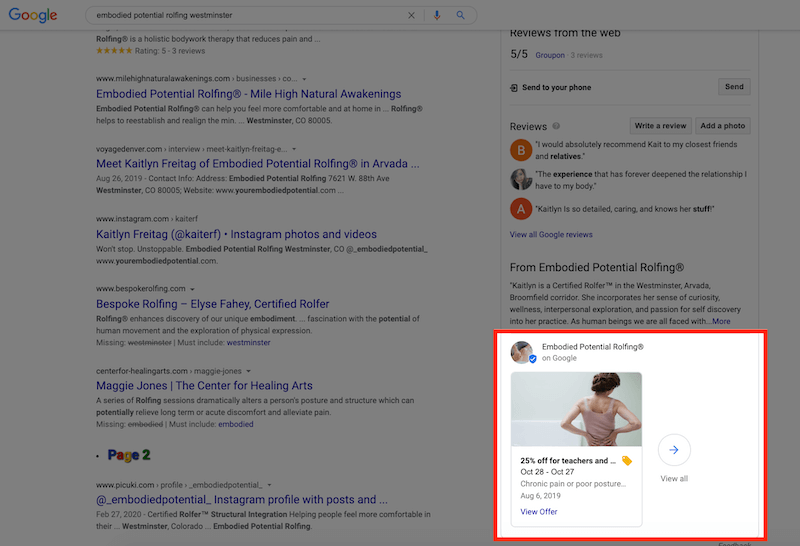 Google
embodied potential rolfing westminster
Rolfing® is a holistic bodywork therapy that reduces pain and ...
Rating: 5 - 3 reviews
www.milehighnaturalawakenings.com › businesses › co...
Embodied Potential Rolfing® - Mile High Natural Awakenings
Embodied Potential Rolfing® can help you feel more comfortable and at home in ... Rolfing®
helps to reestablish and realign the min. ... Westminster, CO 80005.
voyagedenver.com › interview › meet-kaitlyn-freitag-e...
Meet Kaitlyn Freitag of Embodied Potential Rolfing® in Arvada ...
Aug 26, 2019 - Contact Info: Address: Embodied Potential Rolfing 7621 W. 88th Ave
Westminster, CO 80005; Website: www.yourembodiedpotential.com ...
www.instagram.com › kaiterf
Kaitlyn Freitag (@kaiterf) • Instagram photos and videos
Won't stop. Unstoppable. Embodied Potential Rolfing Westminster, CO @_embodiedpotential_
www.yourembodiedpotential.com.
www.bespokerolfing.com
Bespoke Rolfing – Elyse Fahey, Certified Rolfer
Rolfing® enhances discovery of our unique embodiment. ... fascination with the potential of
human movement and the exploration of physical expression.
Missing: westminster | Must include: westminster
centerfor-healingarts.com › maggie-jones
Maggie Jones | The Center for Healing Arts
A series of Rolfing sessions dramatically alters a person's posture and structure which can
potentially relieve long term or acute discomfort and alleviate pain.
Missing: embodied | Must include: embodied
Page 2
www.picuki.com › profile › _embodiedpotential_
@_embodiedpotential_ Instagram profile with posts and ...
Feb 27, 2020 - Certified Rolfer™ Structural Integration Helping people feel more comfortable in
their ... Westminster, Colorado ... Embodied Potential Rolfing.
Reviews from the web
5/5 Groupon · 3 reviews
Send to your phone
Send
Reviews
Write a review
Add a photo
B
"I would absolutely recommend Kait to my closest friends
and relatives."
"The experience that has forever deepened the relationship I
have to my body."
A
"Kaitlyn is so detailed, caring, and knows her stuff!"
View all Google reviews
From Embodied Potential Rolfing®
"Kaitlyn is a Certified Rolfer™ in the Westminster, Arvada,
Broomfield corridor. She incorporates her sense of curiosity,
wellness, interpersonal exploration, and passion for self discovery
into her practice. As human beings we are all faced with...More
Embodied Potential Rolfing®
on Google
25% off for teachers and ...
Oct 28 - Oct 27
Chronic pain or poor posture...
Aug 6, 2019
View Offer
View all
Feedback